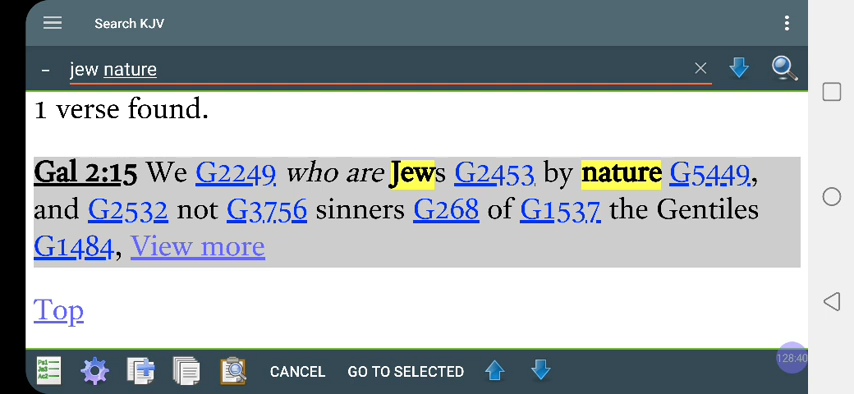 Search KJV
- jew nature
1 verse found.
Gal 2:15 We G2249 who are Jews G2453 by nature G5449,
and G2532 not G3756 sinners G268 of G1537 the Gentiles
G1484, View more
Top
CANCEL GO TO SELECTED
128:40